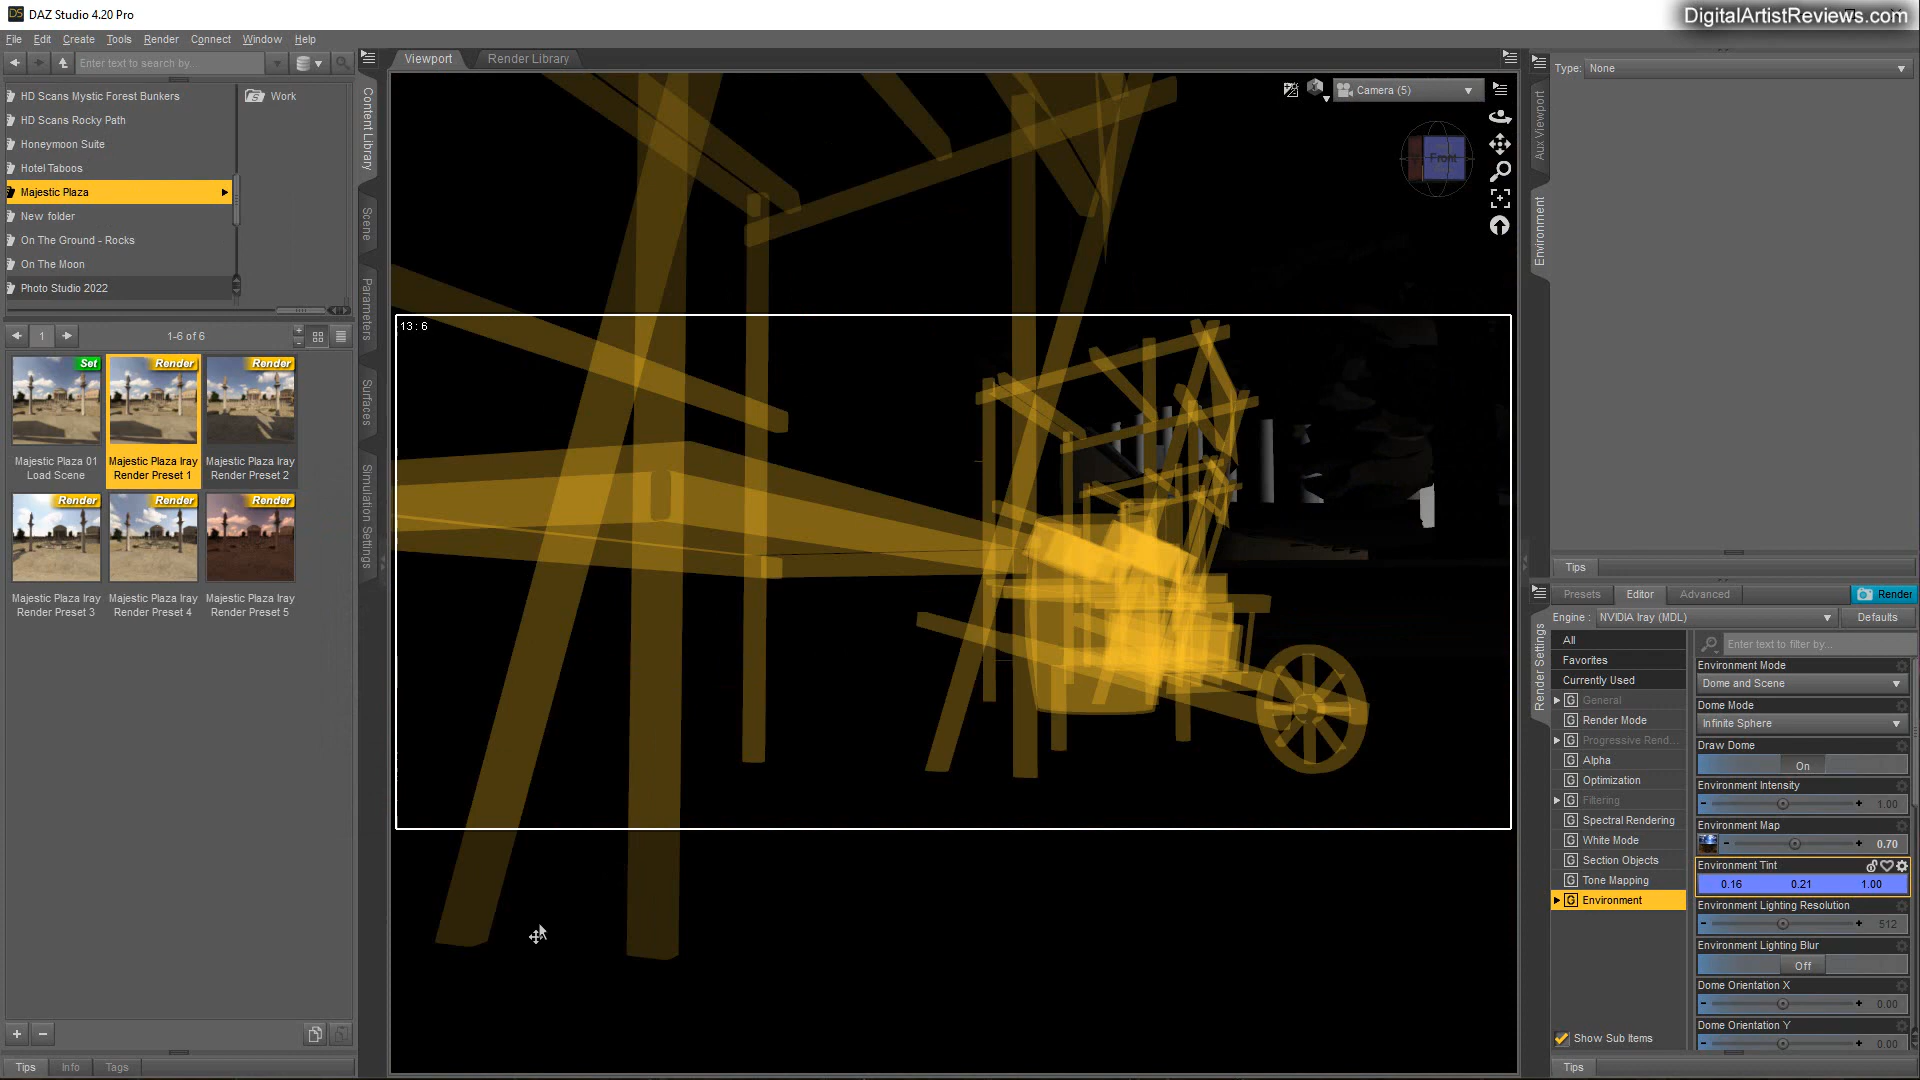 DS DAZ Studio 4.20 Pro
DigitalArtistReviews.com
File Edit Create Tools Render Connect Window Help
Enter text to search by...
HD Scans Mystic Forest Bunkers
HD Scans Rocky Path
Honeymoon Suite
Hotel Taboos
Majestic Plaza
New folder
On The Ground - Rocks
On The Moon
Photo Studio 2022
Work
1
1-6 of 6
Set
Majestic Plaza 01
Load Scene
Render
Majestic Plaza Iray
Render Preset 1
Render
Majestic Plaza Iray
Render Preset 2
Render
Majestic Plaza Iray
Render Preset 3
Render
Majestic Plaza Iray
Render Preset 4
Render
Majestic Plaza Iray
Render Preset 5
Tips Info Tags
Content Library
Scene
Parameters
Surfaces
Simulation Settings
Viewport Render Library
Camera (5)
Front
13 : 6
Aux Viewport
Environment
Type: None
Tips
Render Settings
Presets Editor Advanced Render
Engine : NVIDIA Iray (MDL) Defaults
All
Favorites
Currently Used
G General
G Render Mode
G Progressive Rend...
G Alpha
G Optimization
G Filtering
G Spectral Rendering
G White Mode
G Section Objects
G Tone Mapping
G Environment
Show Sub Items
Enter text to filter by...
Environment Mode
Dome and Scene
Dome Mode
Infinite Sphere
Draw Dome
On
Environment Intensity
1.00
Environment Map
0.70
Environment Tint
0.16 0.21 1.00
Environment Lighting Resolution
512
Environment Lighting Blur
Off
Dome Orientation X
0.00
Dome Orientation Y
0.00
Tips